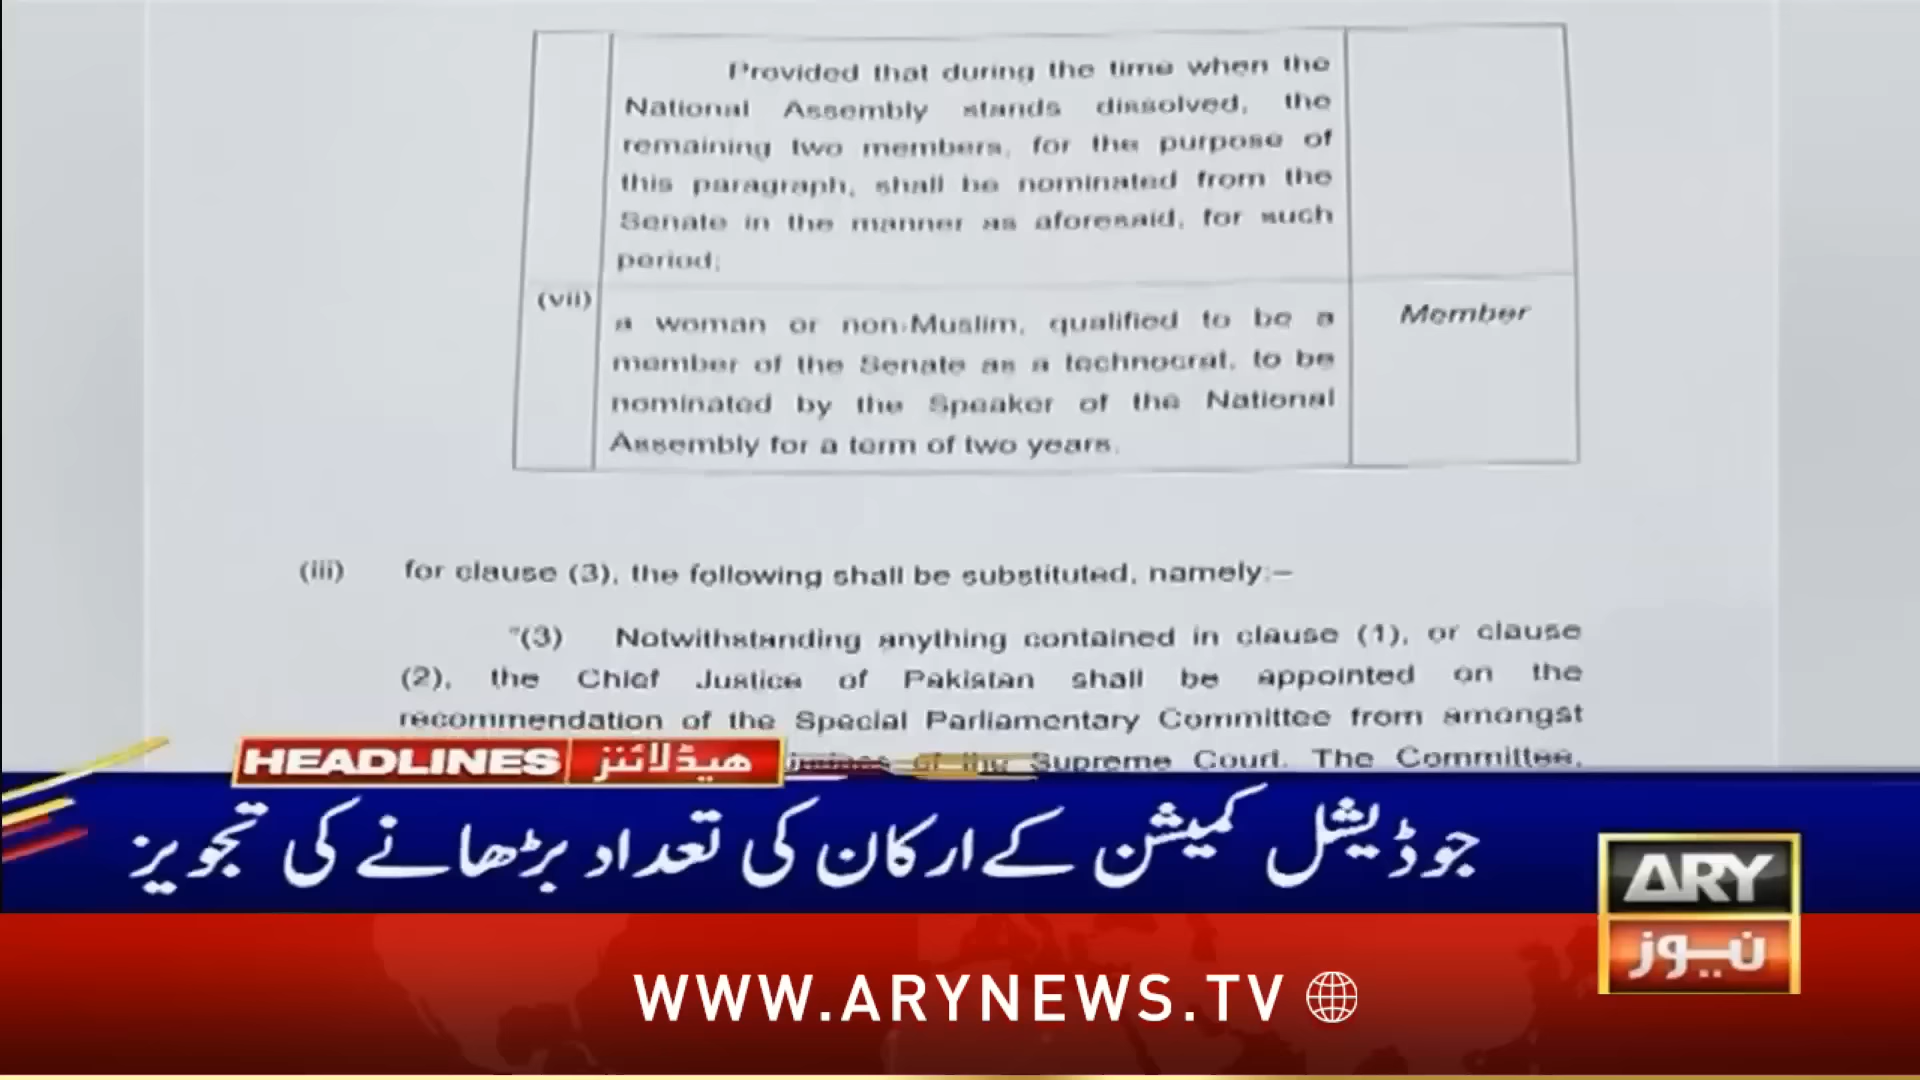 Provided that during the time when the
National Assembly stands dissolved, the
remaining two members, for the purpose of
this paragraph, shall be nominated from the
Senate in the manner as aforesaid, for such
period;
(vii)
a woman or non-Muslim, qualified to be a
member of the Senate as a technocrat, to be
nominated by the Speaker of the National
Assembly for a term of two years.
Member
(iii) for clause (3), the following shall be substituted, namely:–
"(3) Notwithstanding anything contained in clause (1), or clause
(2), the Chief Justice of Pakistan shall be appointed on the
recommendation of the Special Parliamentary Committee from amongst
of the Supreme Court. The Committee,
HEADLINES ہیڈلائنز
جوڈیشل کمیشن کے ارکان کی تعداد بڑھانے کی تجویز
ARY
نیوز
WWW.ARYNEWS.TV